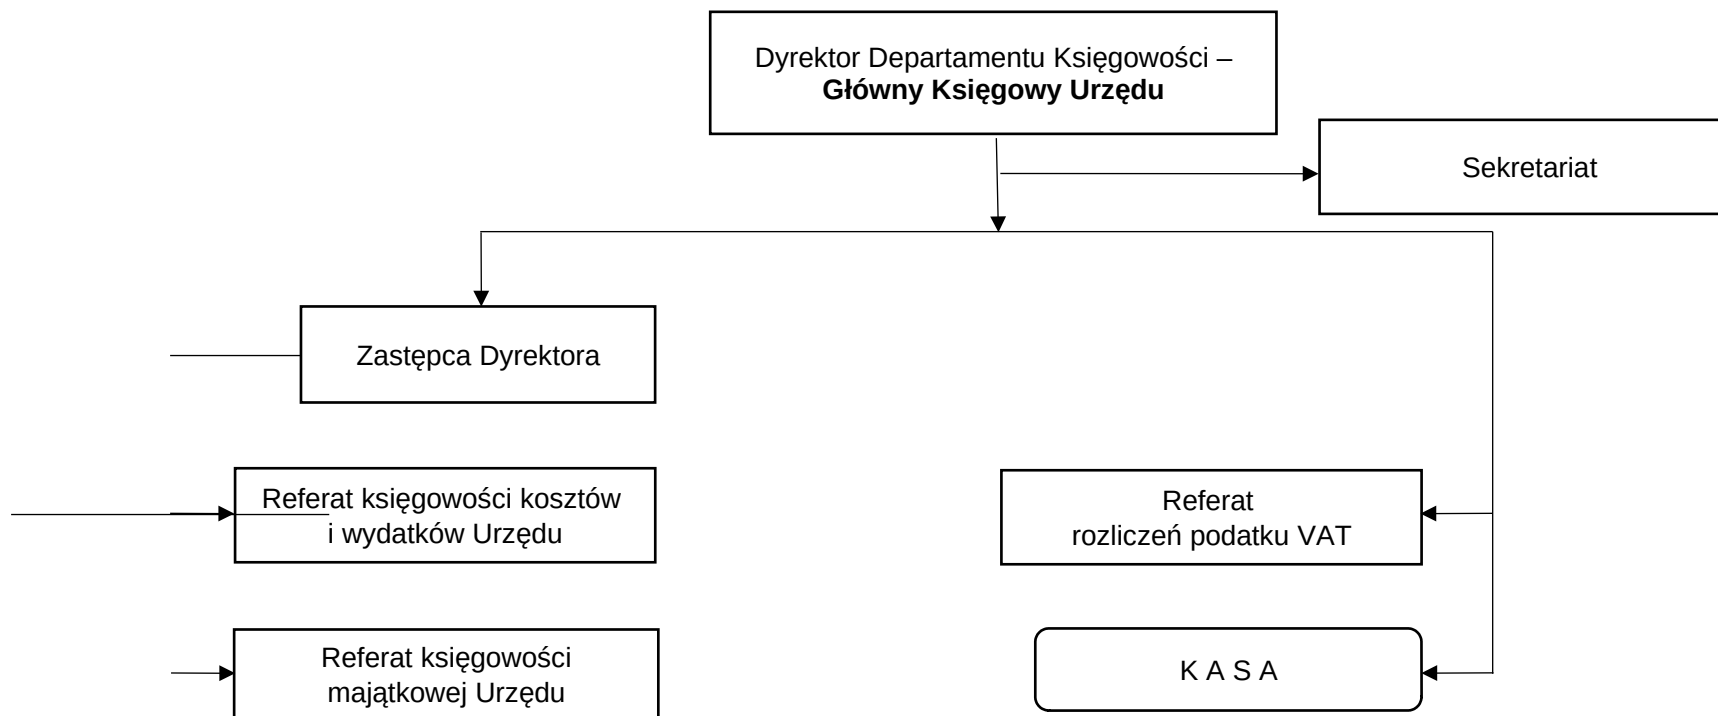 Dyrektor Departamentu Księgowości –
Główny Księgowy Urzędu
Sekretariat
Zastępca Dyrektora
Referat księgowości kosztów
i wydatków Urzędu
Referat
rozliczeń podatku VAT
Referat księgowości
majątkowej Urzędu
K A S A